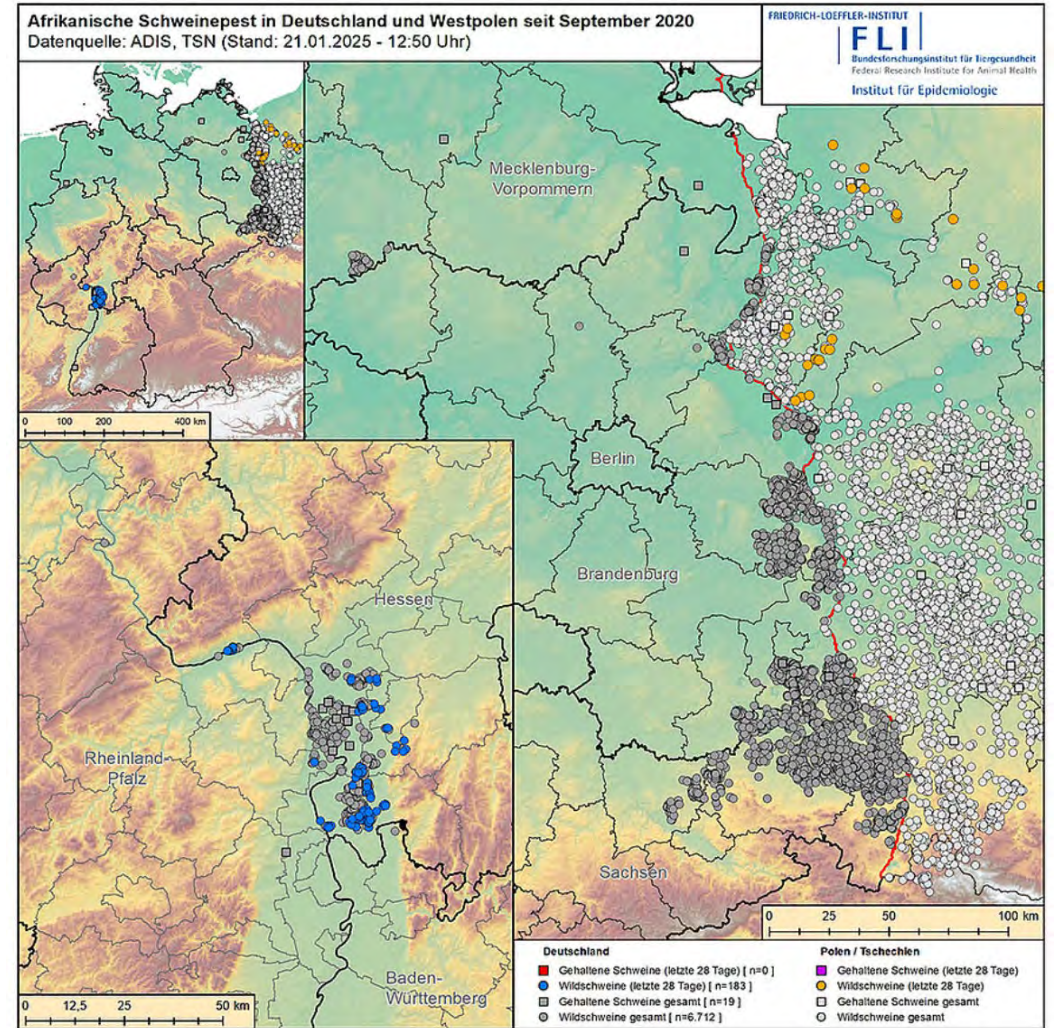 Afrikanische Schweinepest in Deutschland und Westpolen seit September 2020
Datenquelle: ADIS, TSN (Stand: 21.01.2025 - 12:50 Uhr)
FRIEDRICH-LOEFFLER-INSTITUT
FLI
Bundesforschungsinstitut für Tiergesundheit
Federal Research Institute for Animal Health
Institut für Epidemiologie
Mecklenburg-
Vorpommern
0 100 200 400 km
Berlin
Brandenburg
Hessen
Rheinland-
Pfalz
Sachsen
Baden-
Württemberg
0 12,5 25 50 km
0 25 50 100 km
Deutschland
Gehaltene Schweine (letzte 28 Tage) [ n=0 ]
Wildschweine (letzte 28 Tage) [ n=183 ]
Gehaltene Schweine gesamt [ n=19 ]
Wildschweine gesamt [ n=6.712 ]
Polen / Tschechien
Gehaltene Schweine (letzte 28 Tage)
Wildschweine (letzte 28 Tage)
Gehaltene Schweine gesamt
Wildschweine gesamt